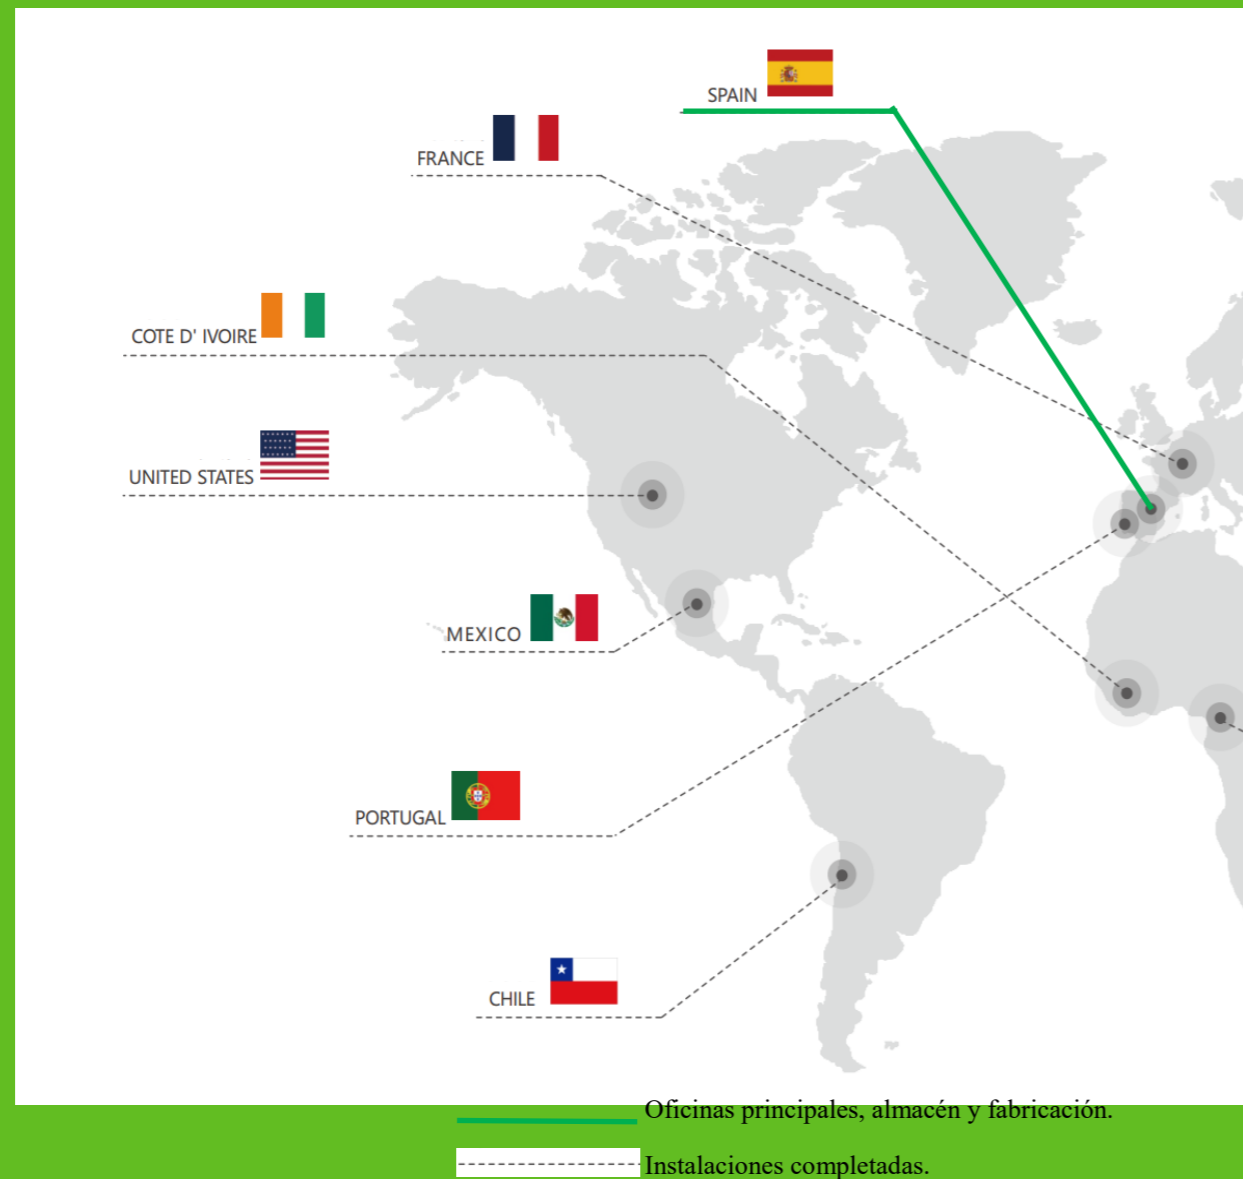 SPAIN
FRANCE
COTE D' IVOIRE
UNITED STATES
MEXICO
PORTUGAL
CHILE
Oficinas principales, almacén y fabricación.
Instalaciones completadas.